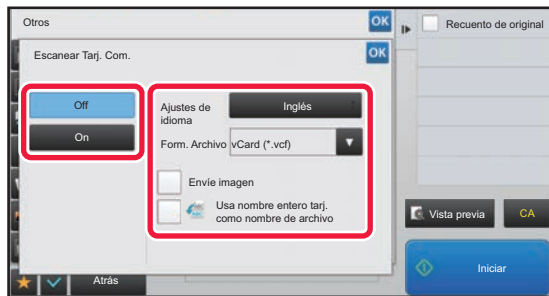 Otros
OK
Recuento de original
Escanear Tarj. Com.
OK
Off
On
Ajustes de
idioma
Inglés
Form. Archivo
vCard (*.vcf)
Envíe imagen
Usa nombre entero tarj.
como nombre de archivo
Vista previa
CA
Atrás
Iniciar